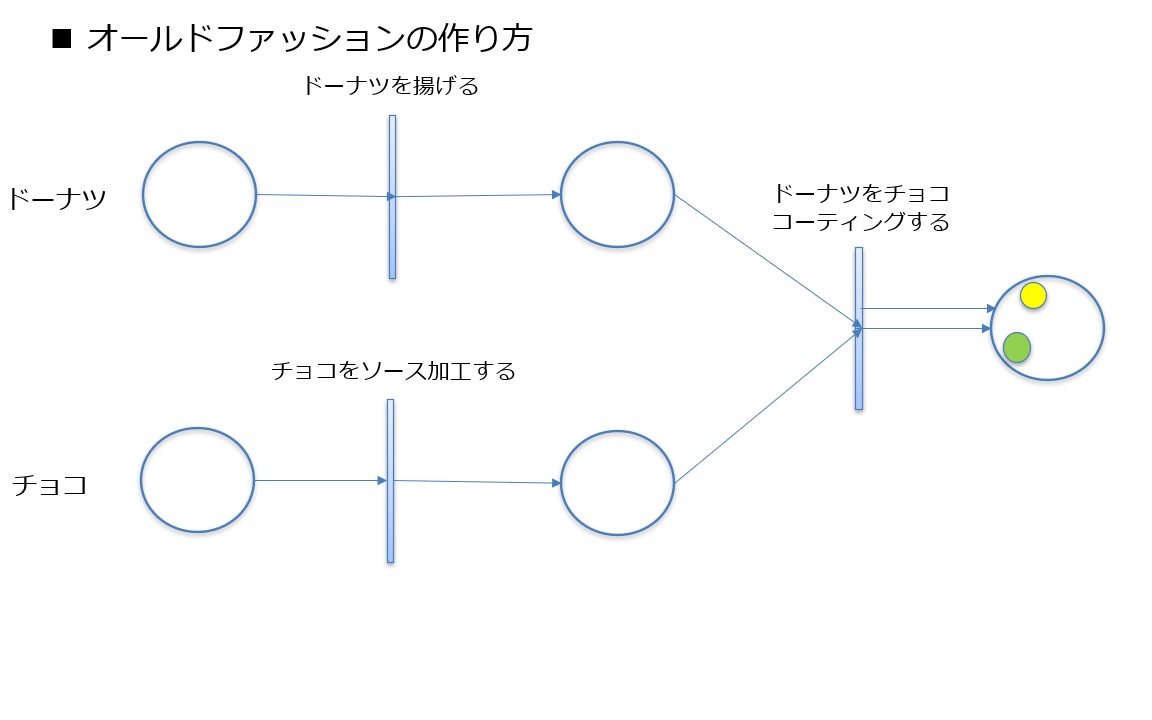 ■ オールドファッションの作り方
ドーナツを揚げる
ドーナツ
ドーナツをチョコ
コーティングする
チョコをソース加工する
チョコ